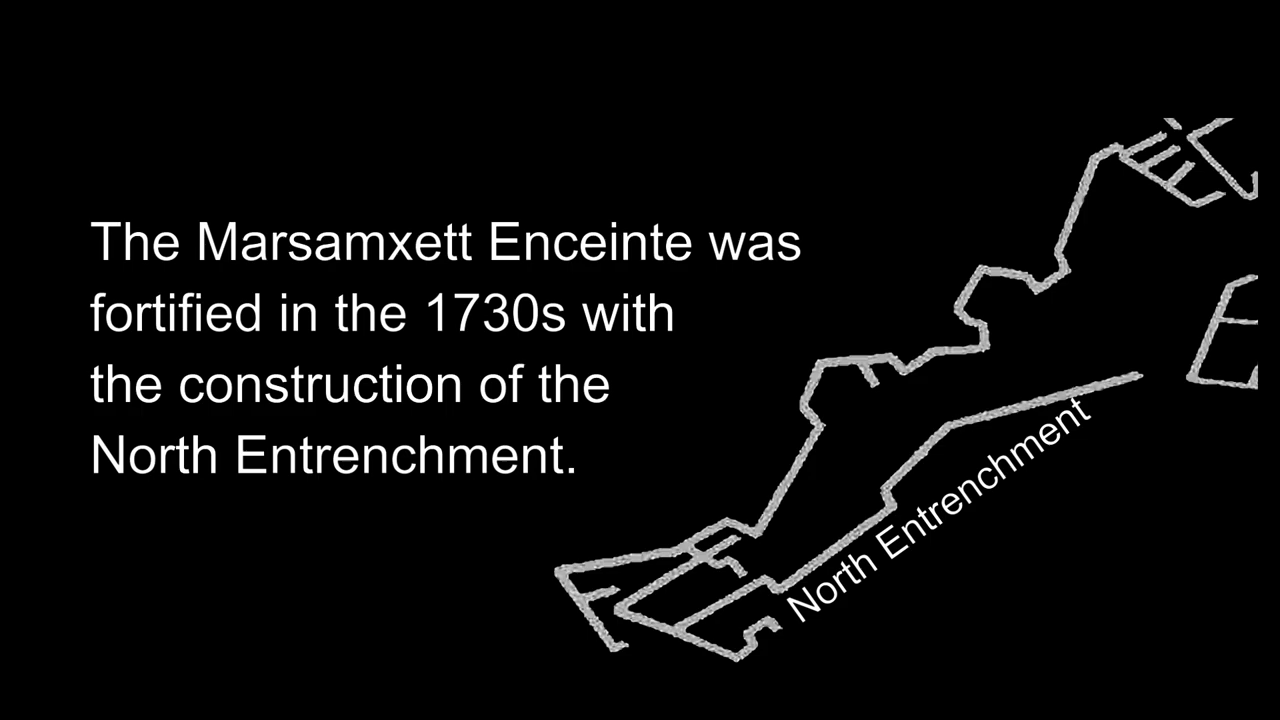 The Marsamxett Enceinte was
fortified in the 1730s with
the construction of the
North Entrenchment.
North Entrenchment